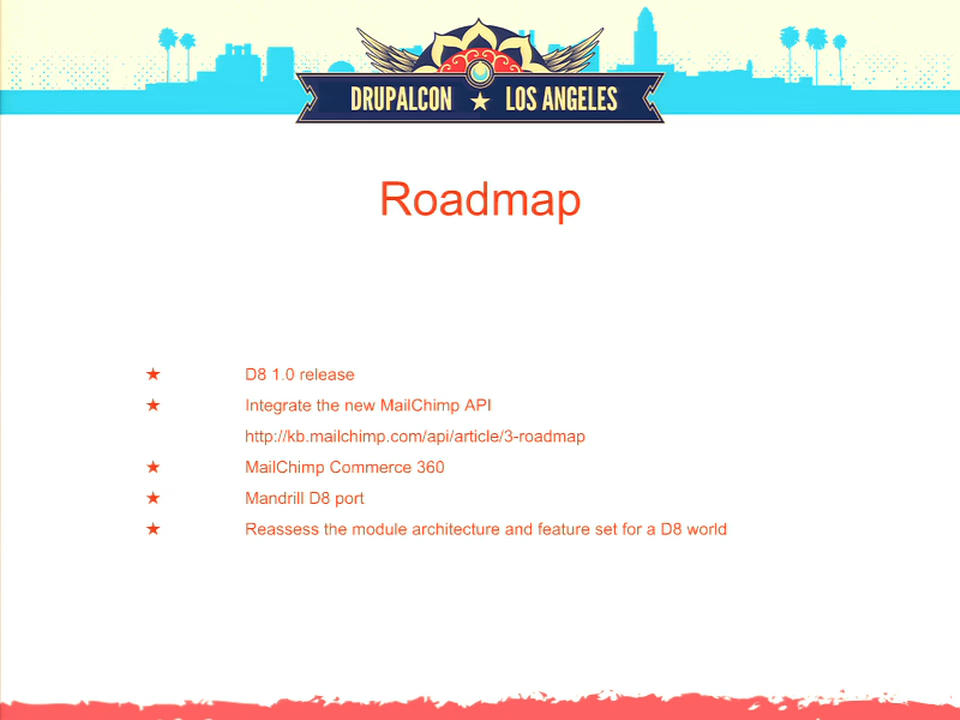 DRUPALCON ★ LOS ANGELES
Roadmap
★ D8 1.0 release
★ Integrate the new MailChimp API
http://kb.mailchimp.com/api/article/3-roadmap
★ MailChimp Commerce 360
★ Mandrill D8 port
★ Reassess the module architecture and feature set for a D8 world